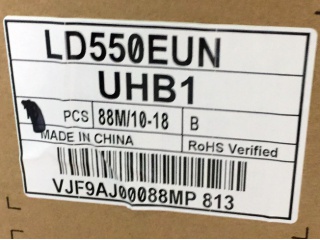 LD550EUN
UHB1
PCS 88M/10-18 B
MADE IN CHINA RoHS Verified
VJF9AJ00088MP 813